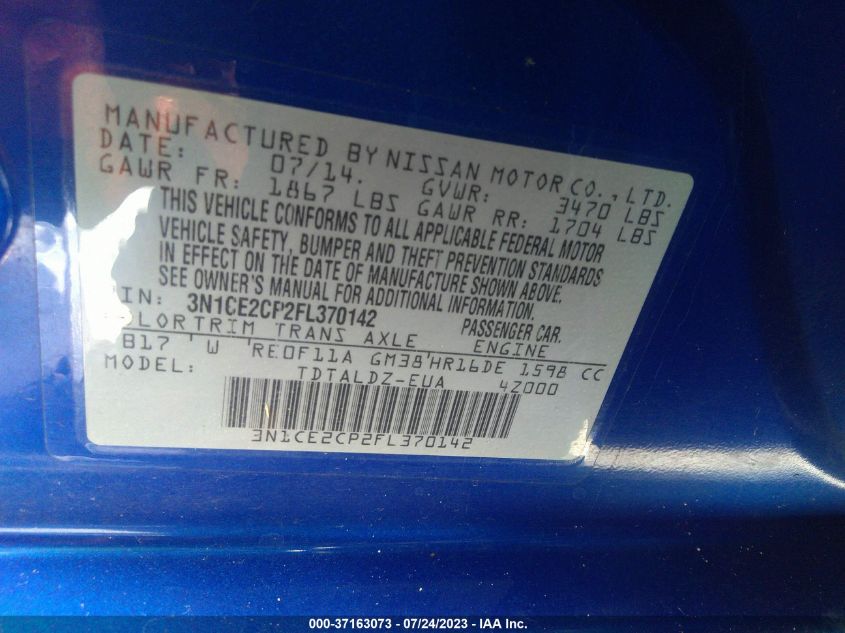 MANUFACTURED BY NISSAN MOTOR CO., LTD.
DATE: 07/14. GVWR: 3470 LBS
GAWR FR: 1867 LBS GAWR RR: 1704 LBS
THIS VEHICLE CONFORMS TO ALL APPLICABLE FEDERAL MOTOR
VEHICLE SAFETY, BUMPER AND THEFT PREVENTION STANDARDS
IN EFFECT ON THE DATE OF MANUFACTURE SHOWN ABOVE.
SEE OWNER'S MANUAL FOR ADDITIONAL INFORMATION.
IN: 3N1CE2CP2FL370142 PASSENGER CAR.
LORTRIM TRANS AXLE ENGINE
B17 'W 'RE0F11A GM38'HR16DE 1598 CC
MODEL: TDTALDZ-EUA 4Z000
3N1CE2CP2FL370142
000-37163073 / 07/24/2023 - IAA Inc.